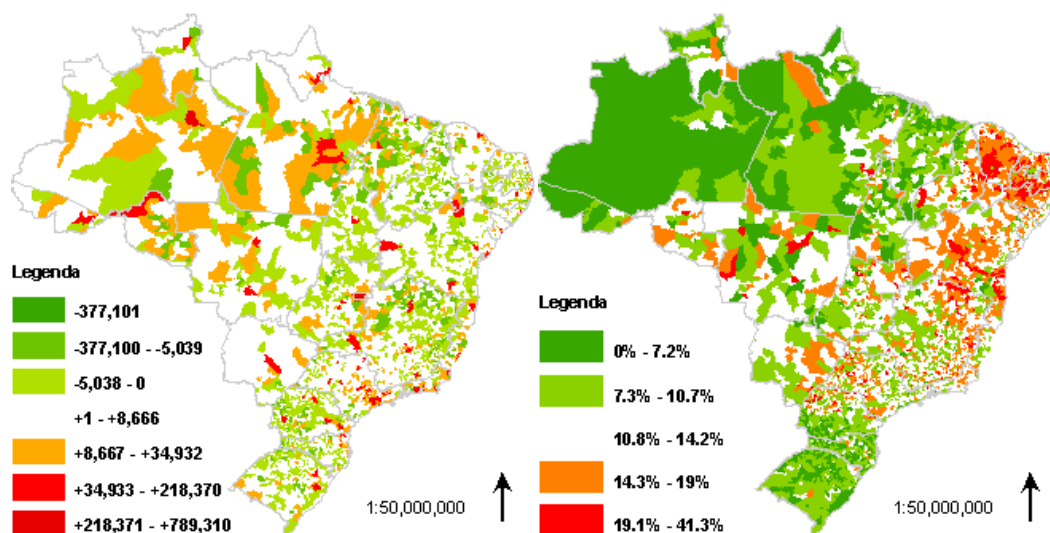 Legenda
-377,101
-377,100 - -5,039
-5,038 - 0
+1 - +8,666
+8,667 - +34,932
+34,933 - +218,370
+218,371 - +789,310
1:50,000,000
Legenda
0% - 7.2%
7.3% - 10.7%
10.8% - 14.2%
14.3% - 19%
19.1% - 41.3%
1:50,000,000